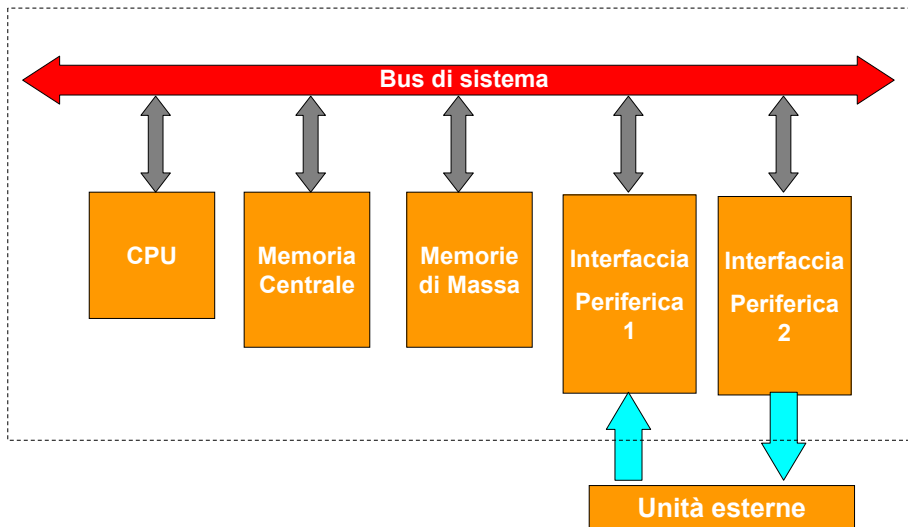 Bus di sistema
CPU
Memoria
Centrale
Memorie
di Massa
Interfaccia
Periferica
1
Interfaccia
Periferica
2
Unità esterne